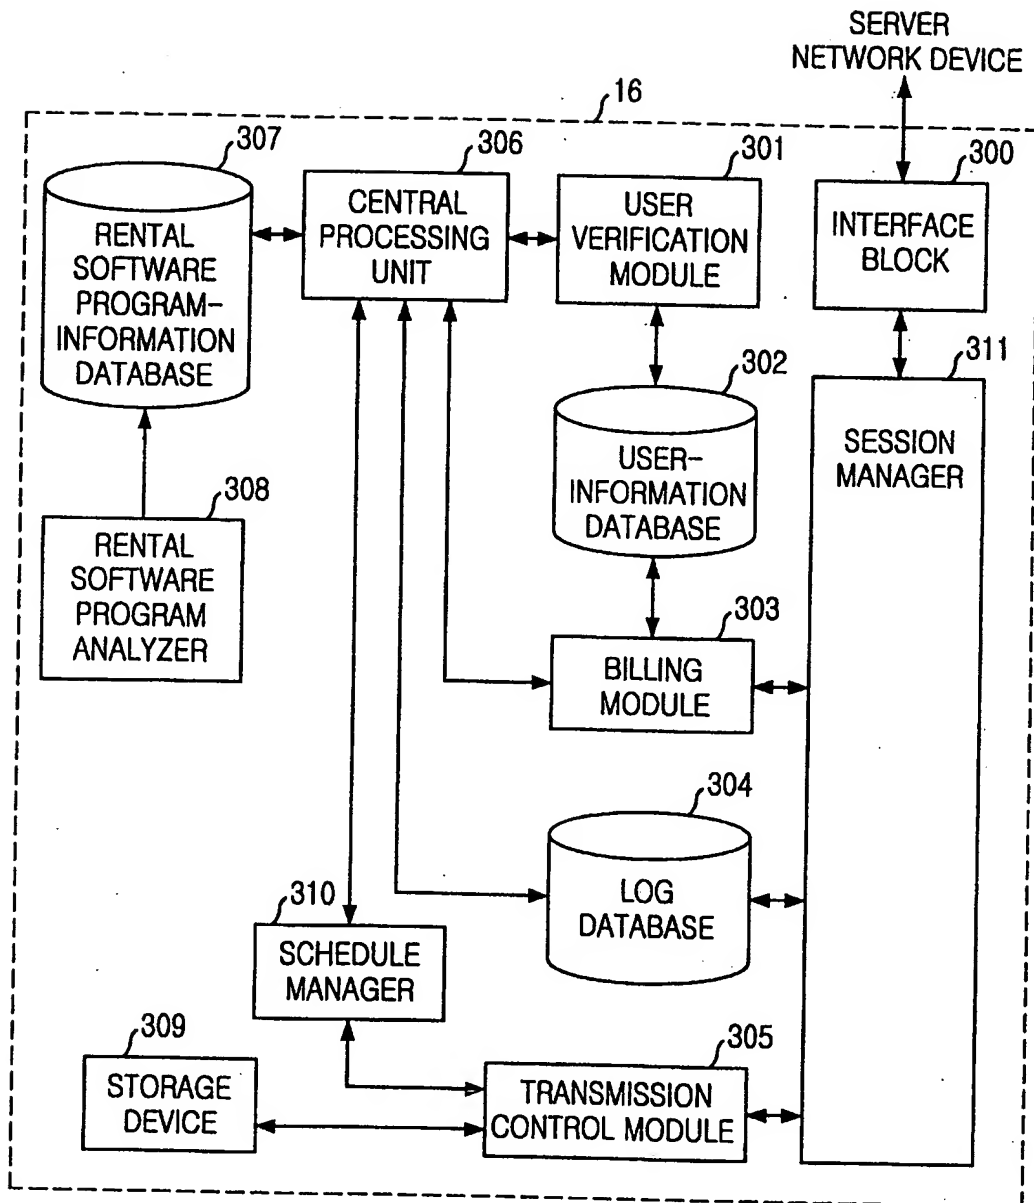 SERVER
NETWORK DEVICE
16
307
RENTAL
SOFTWARE
PROGRAM-
INFORMATION
DATABASE
306
CENTRAL
PROCESSING
UNIT
301
USER
VERIFICATION
MODULE
300
INTERFACE
BLOCK
302
USER-
INFORMATION
DATABASE
311
SESSION
MANAGER
308
RENTAL
SOFTWARE
PROGRAM
ANALYZER
303
BILLING
MODULE
304
LOG
DATABASE
310
SCHEDULE
MANAGER
309
STORAGE
DEVICE
305
TRANSMISSION
CONTROL MODULE